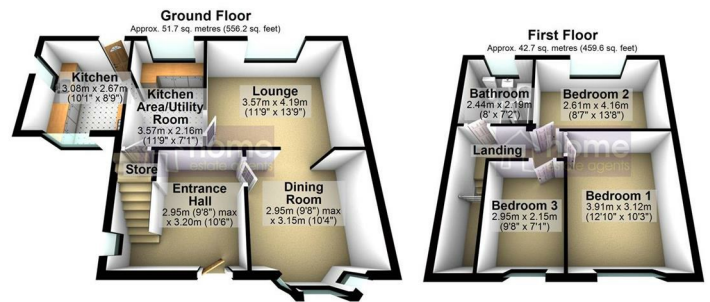 Ground Floor
Approx. 51.7 sq. metres (556.2 sq. feet)
Kitchen
3.08m x 2.67m
(10'1" x 8'9")
Kitchen
Area/Utility
Room
3.57m x 2.16m
(11'9" x 7'1")
Lounge
3.57m x 4.19m
(11'9" x 13'9")
Store
Entrance
Hall
2.95m (9'8") max
x 3.20m (10'6")
Dining
Room
2.95m (9'8") max
x 3.15m (10'4")
home
First Floor
Approx. 42.7 sq. metres (459.6 sq. feet)
Bathroom
2.44m x 2.19m
(8' x 7'2")
Bedroom 2
2.61m x 4.16m
(8'7" x 13'8")
Landing
Bedroom 3
2.95m x 2.15m
(9'8" x 7'1")
Bedroom 1
3.91m x 3.12m
(12'10" x 10'3")
home
agents